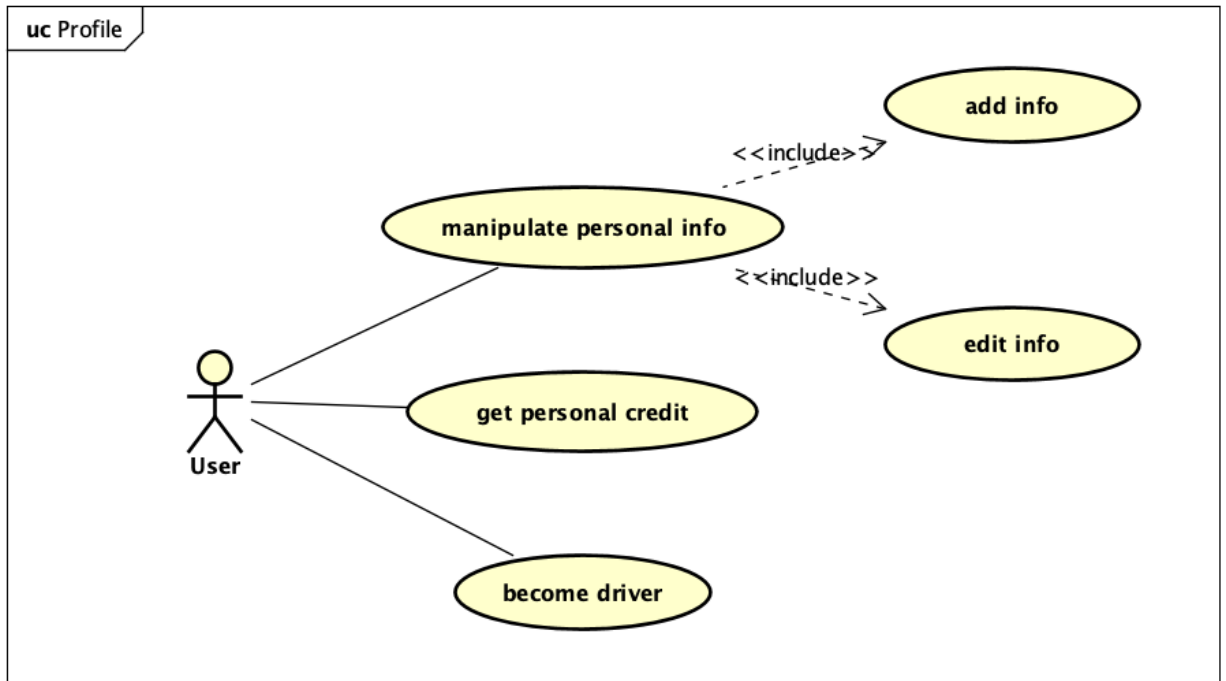 uc Profile
add info
<<include>>
manipulate personal info
<<include>>
edit info
get personal credit
User
become driver